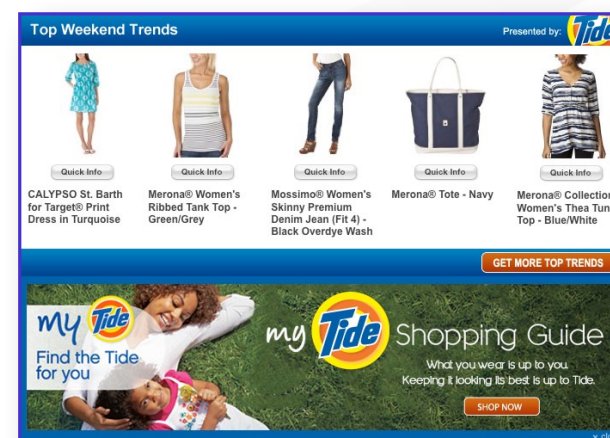 Top Weekend Trends
Presented by: Tide
Quick Info
Quick Info
Quick Info
Quick Info
Quick Info
CALYPSO St. Barth
for Target® Print
Dress in Turquoise
Merona® Women's
Ribbed Tank Top -
Green/Grey
Mossimo® Women's
Skinny Premium
Denim Jean (Fit 4) -
Black Overdye Wash
Merona® Tote - Navy
Merona® Collection
Women's Thea Tun
Top - Blue/White
GET MORE TOP TRENDS
my Tide
Find the Tide
for you
my Tide Shopping Guide
What you wear is up to you.
Keeping it looking its best is up to Tide.
SHOP NOW